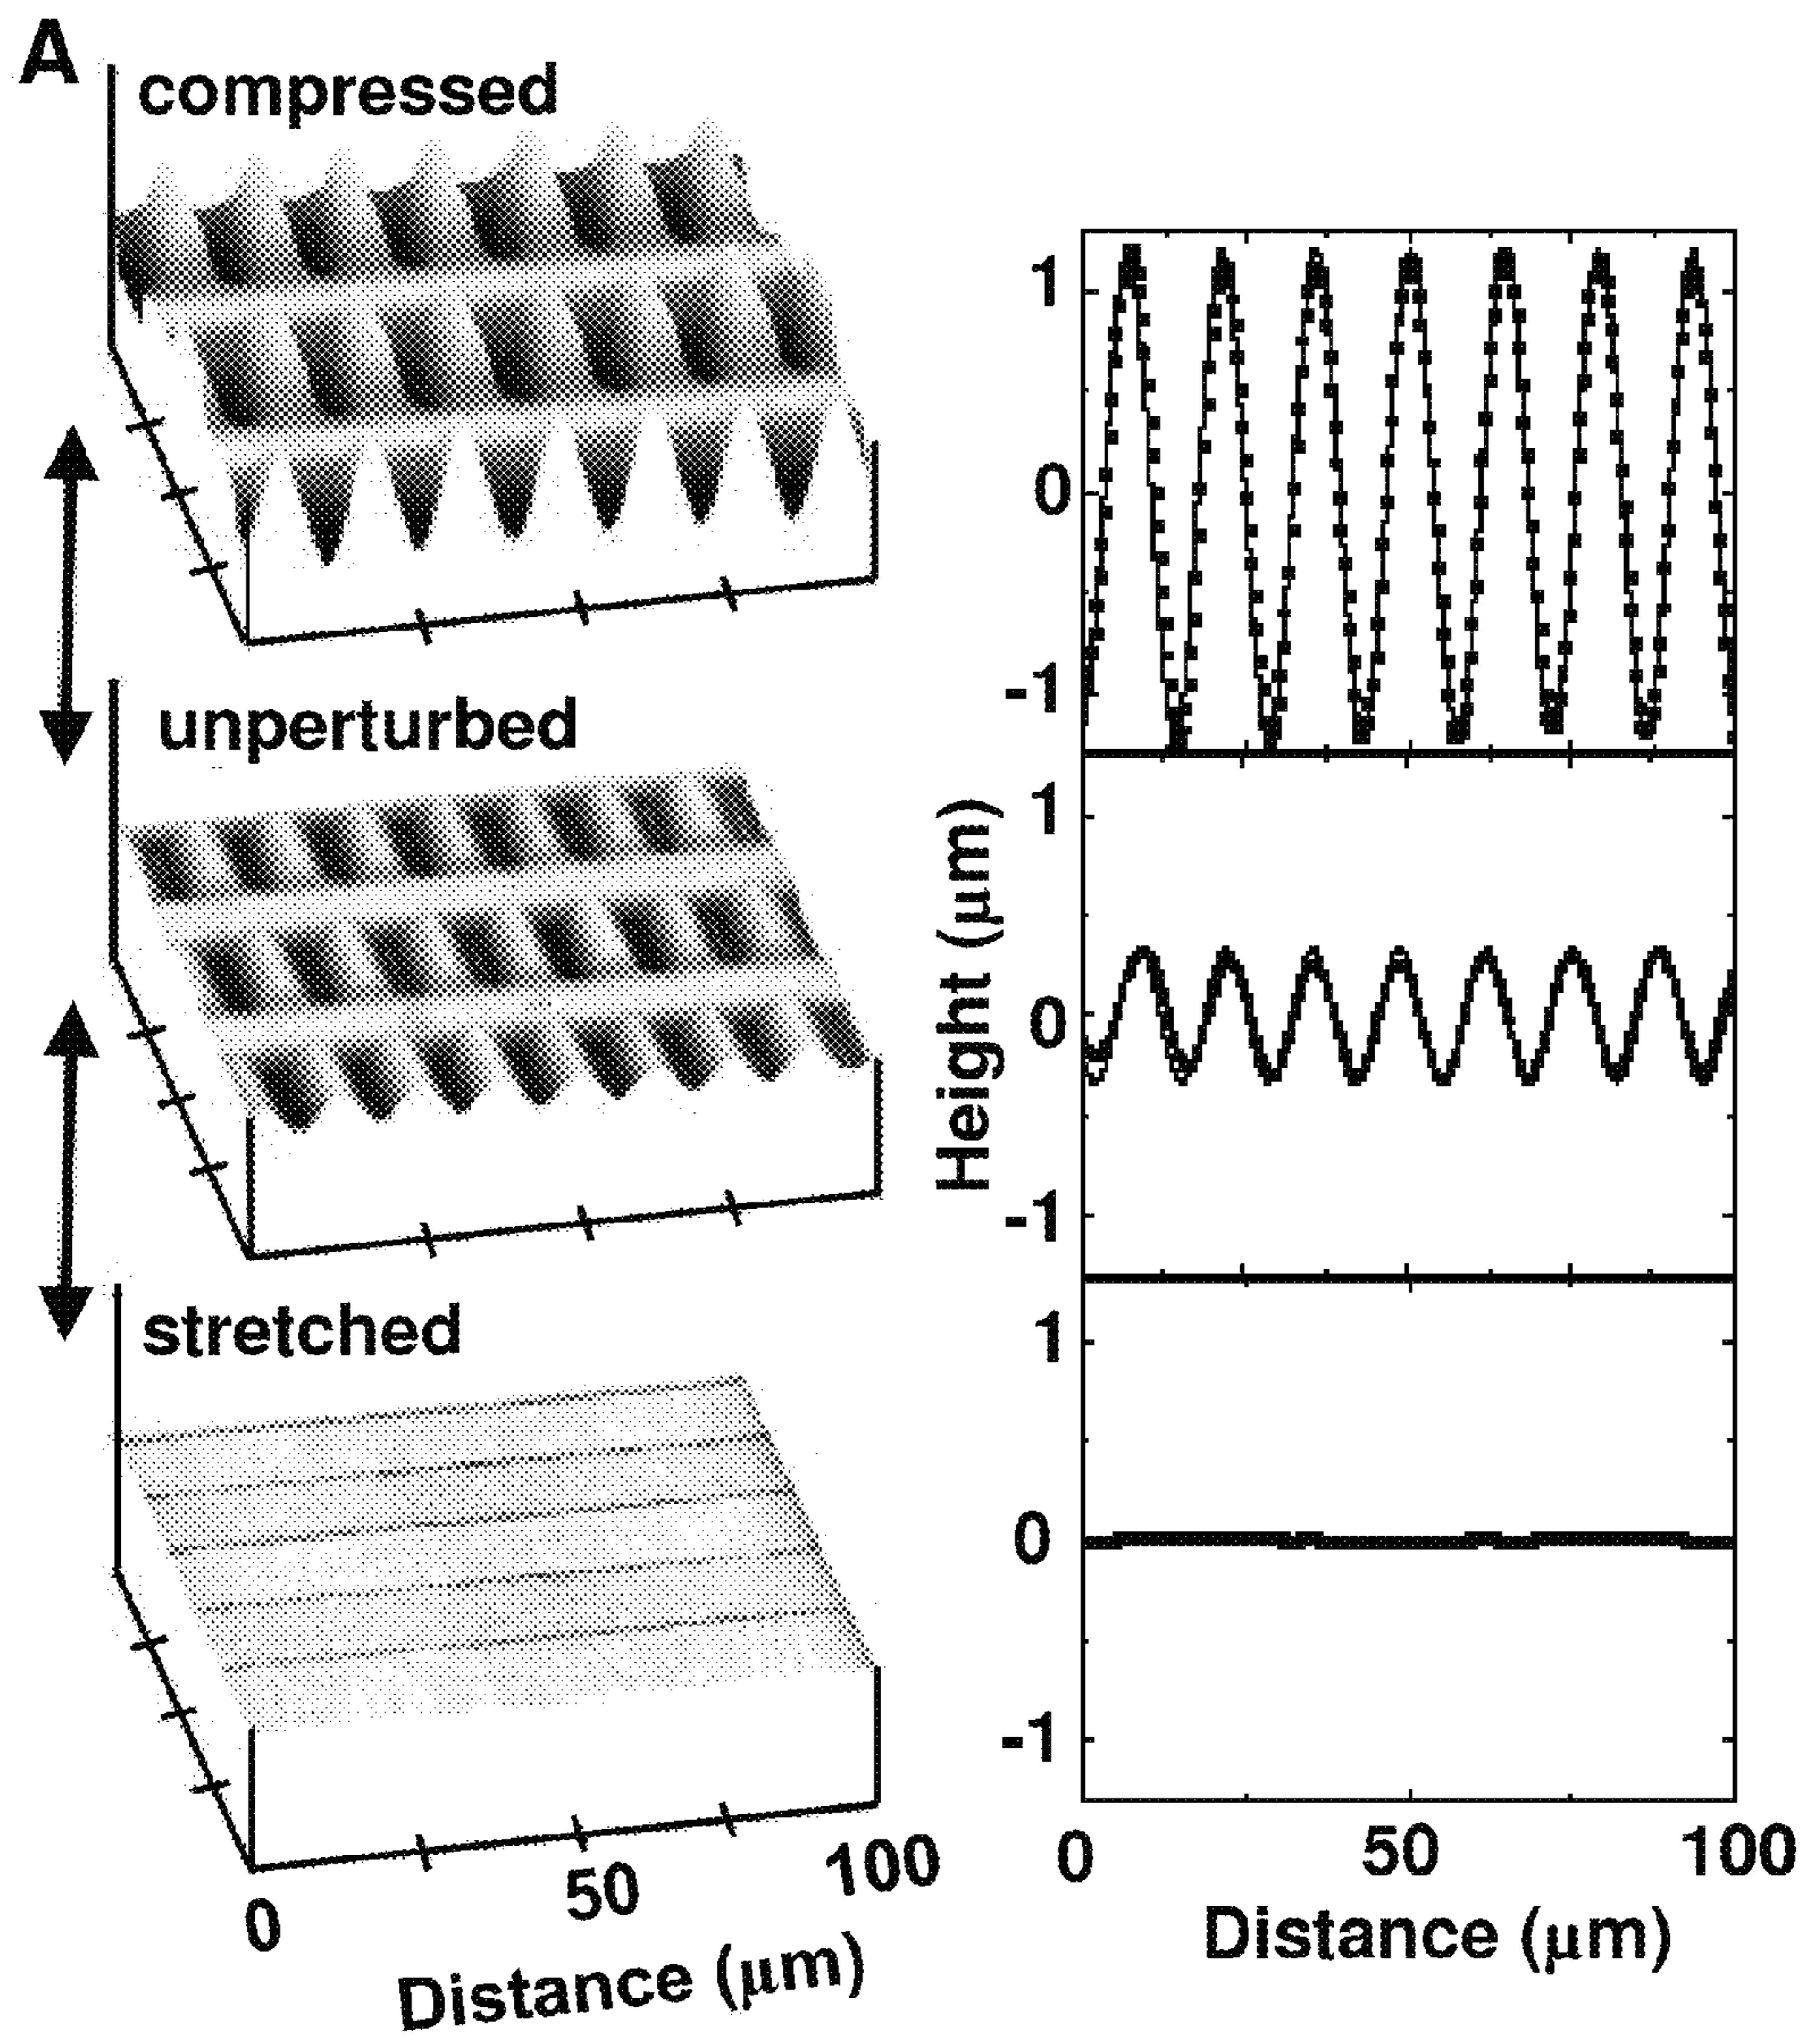 A
compressed
unperturbed
stretched
0
50
100
Distance (μm)
Height (μm)
1
0
-1
1
0
-1
1
0
-1
0
50
100
Distance (μm)